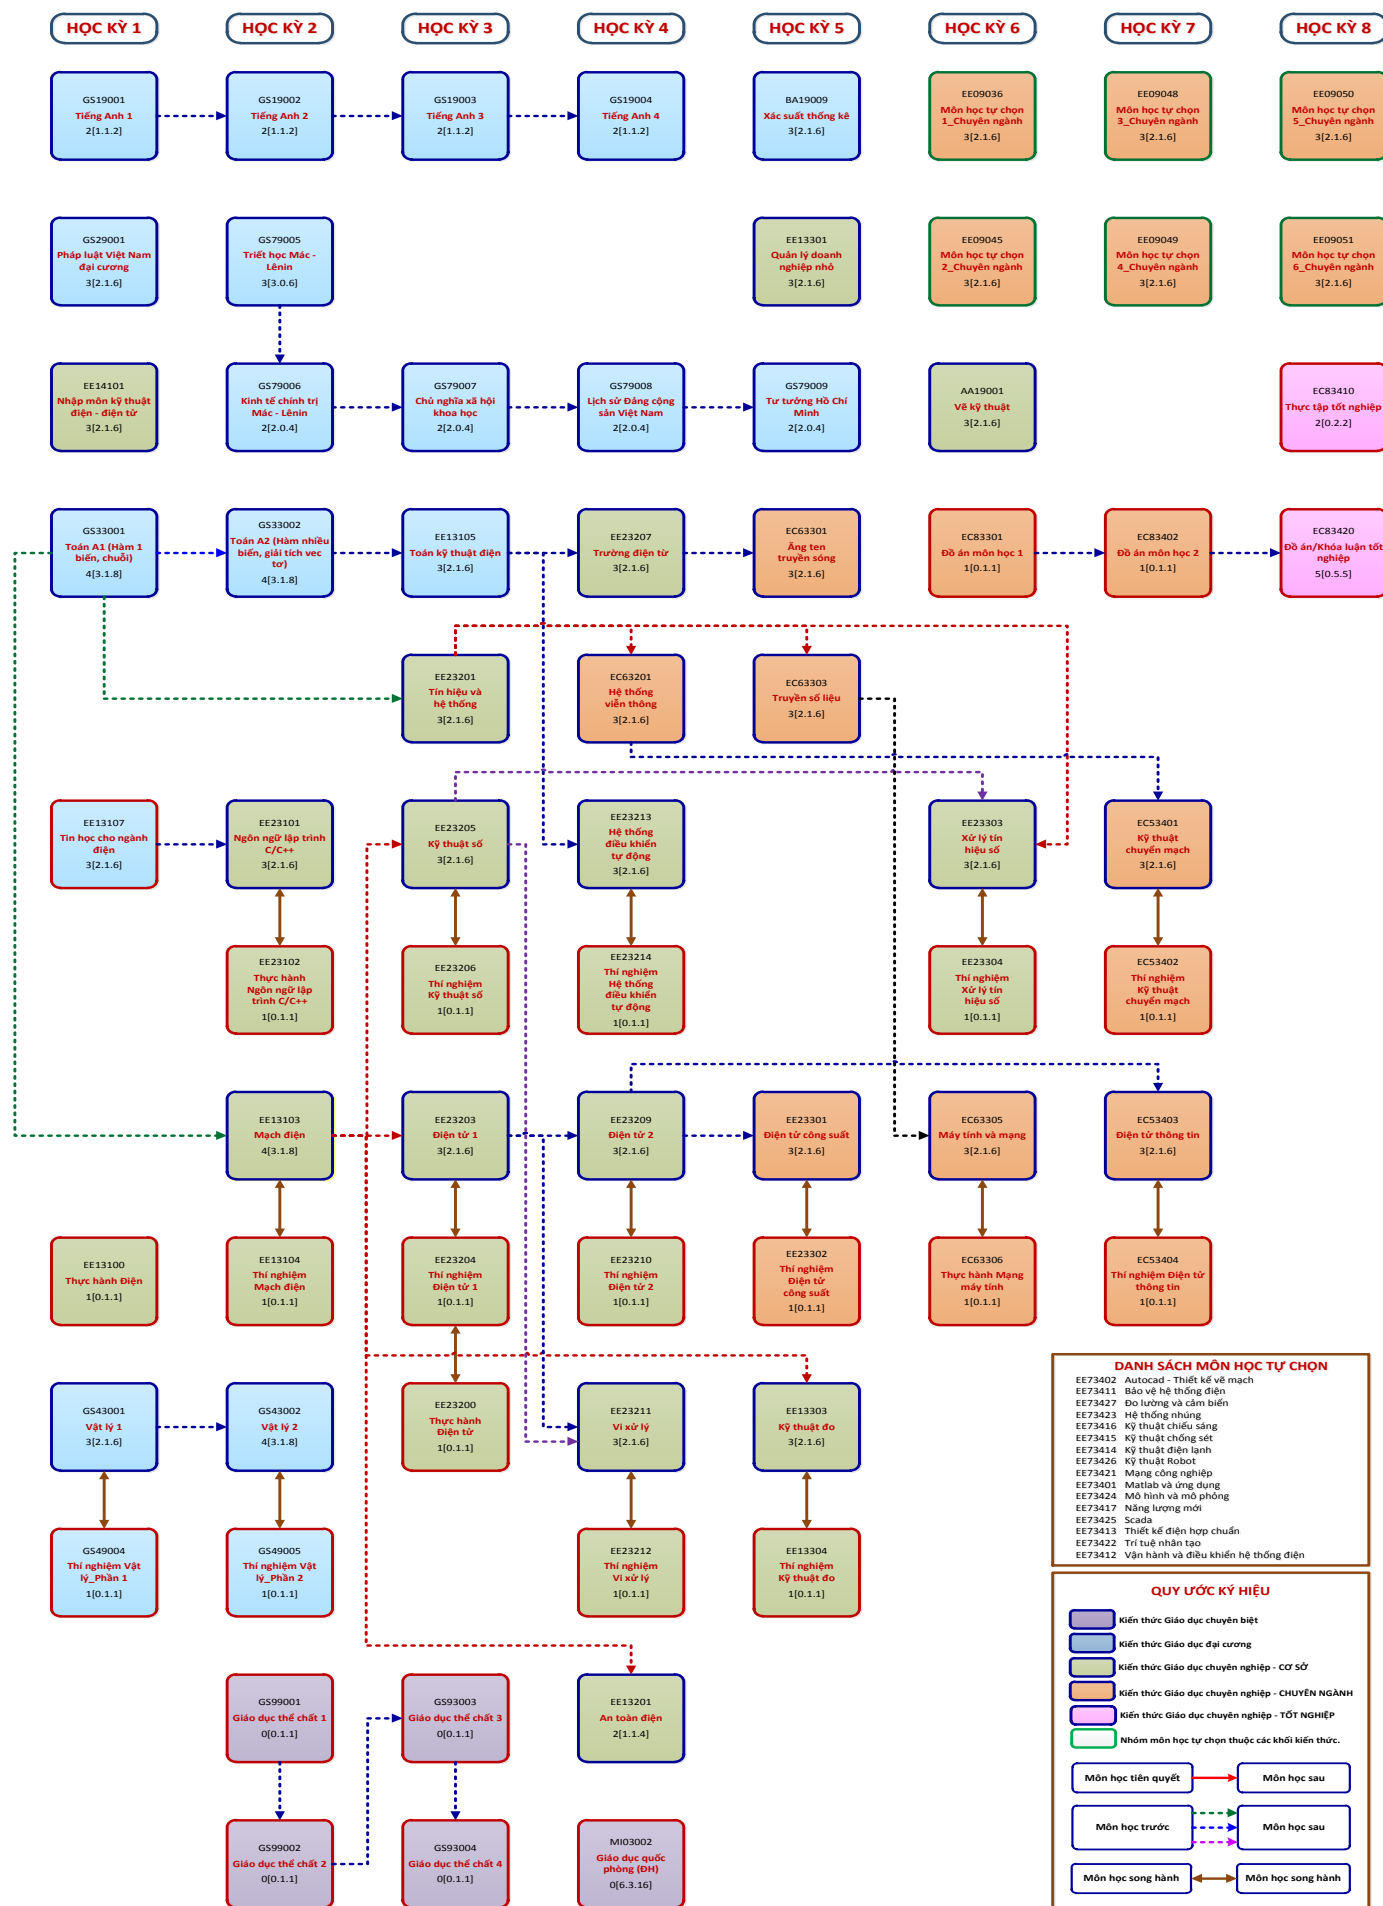 HỌC KỲ 1
HỌC KỲ 2
HỌC KỲ 3
HỌC KỲ 4
HỌC KỲ 5
HỌC KỲ 6
HỌC KỲ 7
HỌC KỲ 8
GS19001
Tiếng Anh 1
2[1.1.2]
GS19002
Tiếng Anh 2
2[1.1.2]
GS19003
Tiếng Anh 3
2[1.1.2]
GS19004
Tiếng Anh 4
2[1.1.2]
BA19009
Xác suất thống kê
3[2.1.6]
EE09036
Môn học tự chọn
1_Chuyên ngành
3[2.1.6]
EE09048
Môn học tự chọn
3_Chuyên ngành
3[2.1.6]
EE09050
Môn học tự chọn
5_Chuyên ngành
3[2.1.6]
GS29001
Pháp luật Việt Nam
đại cương
3[2.1.6]
GS79005
Triết học Mác -
Lênin
3[3.0.6]
EE13301
Quản lý doanh
nghiệp nhỏ
3[2.1.6]
EE09045
Môn học tự chọn
2_Chuyên ngành
3[2.1.6]
EE09049
Môn học tự chọn
4_Chuyên ngành
3[2.1.6]
EE09051
Môn học tự chọn
6_Chuyên ngành
3[2.1.6]
EE14101
Nhập môn kỹ thuật
điện - điện tử
3[2.1.6]
GS79006
Kinh tế chính trị
Mác - Lênin
2[2.0.4]
GS79007
Chủ nghĩa xã hội
khoa học
2[2.0.4]
GS79008
Lịch sử Đảng cộng
sản Việt Nam
2[2.0.4]
GS79009
Tư tưởng Hồ Chí
Minh
2[2.0.4]
AA19001
Vẽ kỹ thuật
3[2.1.6]
EC83410
Thực tập tốt nghiệp
2[0.2.2]
GS33001
Toán A1 (Hàm 1
biến, chuỗi)
4[3.1.8]
GS33002
Toán A2 (Hàm nhiều
biến, giải tích vec
tơ)
4[3.1.8]
EE13105
Toán kỹ thuật điện
3[2.1.6]
EE23207
Trường điện từ
3[2.1.6]
EC63301
Ăng ten
truyền sóng
3[2.1.6]
EC83301
Đồ án môn học 1
1[0.1.1]
EC83402
Đồ án môn học 2
1[0.1.1]
EC83420
Đồ án/Khóa luận tốt
nghiệp
5[0.5.5]
EE23201
Tín hiệu và
hệ thống
3[2.1.6]
EC63201
Hệ thống
viễn thông
3[2.1.6]
EC63303
Truyền số liệu
3[2.1.6]
EE13107
Tin học cho ngành
điện
3[2.1.6]
EE23101
Ngôn ngữ lập trình
C/C++
3[2.1.6]
EE23205
Kỹ thuật số
3[2.1.6]
EE23213
Hệ thống
điều khiển
tự động
3[2.1.6]
EE23303
Xử lý tín
hiệu số
3[2.1.6]
EC53401
Kỹ thuật
chuyển mạch
3[2.1.6]
EE23102
Thực hành
Ngôn ngữ lập
trình C/C++
1[0.1.1]
EE23206
Thí nghiệm
Kỹ thuật số
1[0.1.1]
EE23214
Thí nghiệm
Hệ thống
điều khiển
tự động
1[0.1.1]
EE23304
Thí nghiệm
Xử lý tín
hiệu số
1[0.1.1]
EC53402
Thí nghiệm
Kỹ thuật
chuyển mạch
1[0.1.1]
EE13103
Mạch điện
4[3.1.8]
EE23203
Điện tử 1
3[2.1.6]
EE23209
Điện tử 2
3[2.1.6]
EE23301
Điện tử công suất
3[2.1.6]
EC63305
Máy tính và mạng
3[2.1.6]
EC53403
Điện tử thông tin
3[2.1.6]
EE13100
Thực hành Điện
1[0.1.1]
EE13104
Thí nghiệm
Mạch điện
1[0.1.1]
EE23204
Thí nghiệm
Điện tử 1
1[0.1.1]
EE23210
Thí nghiệm
Điện tử 2
1[0.1.1]
EE23302
Thí nghiệm
Điện tử
công suất
1[0.1.1]
EC63306
Thực hành Mạng
máy tính
1[0.1.1]
EC53404
Thí nghiệm Điện tử
thông tin
1[0.1.1]
GS43001
Vật lý 1
3[2.1.6]
GS43002
Vật lý 2
4[3.1.8]
EE23200
Thực hành
Điện tử
1[0.1.1]
EE23211
Vi xử lý
3[2.1.6]
EE13303
Kỹ thuật đo
3[2.1.6]
GS49004
Thí nghiệm Vật
lý_Phần 1
1[0.1.1]
GS49005
Thí nghiệm Vật
lý_Phần 2
1[0.1.1]
EE23212
Thí nghiệm
Vi xử lý
1[0.1.1]
EE13304
Thí nghiệm
Kỹ thuật đo
1[0.1.1]
GS99001
Giáo dục thể chất 1
0[0.1.1]
GS93003
Giáo dục thể chất 3
0[0.1.1]
EE13201
An toàn điện
2[1.1.4]
GS99002
Giáo dục thể chất 2
0[0.1.1]
GS93004
Giáo dục thể chất 4
0[0.1.1]
MI03002
Giáo dục quốc
phòng (ĐH)
0[6.3.16]
DANH SÁCH MÔN HỌC TỰ CHỌN
EE73402 Autocad - Thiết kế vẽ mạch
EE73411 Bảo vệ hệ thống điện
EE73427 Đo lường và cảm biến
EE73423 Hệ thống nhúng
EE73416 Kỹ thuật chiếu sáng
EE73415 Kỹ thuật chống sét
EE73414 Kỹ thuật điện lạnh
EE73426 Kỹ thuật Robot
EE73421 Mạng công nghiệp
EE73401 Matlab và ứng dụng
EE73424 Mô hình và mô phỏng
EE73417 Năng lượng mới
EE73425 Scada
EE73413 Thiết kế điện hợp chuẩn
EE73422 Trí tuệ nhân tạo
EE73412 Vận hành và điều khiển hệ thống điện
QUY ƯỚC KÝ HIỆU
Kiến thức Giáo dục chuyên biệt
Kiến thức Giáo dục đại cương
Kiến thức Giáo dục chuyên nghiệp - CƠ SỞ
Kiến thức Giáo dục chuyên nghiệp - CHUYÊN NGÀNH
Kiến thức Giáo dục chuyên nghiệp - TỐT NGHIỆP
Nhóm môn học tự chọn thuộc các khối kiến thức.
Môn học tiên quyết
Môn học sau
Môn học trước
Môn học sau
Môn học song hành
Môn học song hành